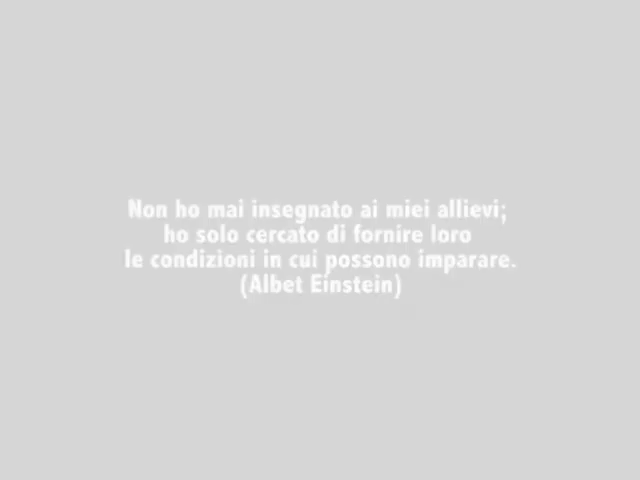 Non ho mai insegnato ai miei allievi;
ho solo cercato di fornire loro
le condizioni in cui possono imparare.
(Albet Einstein)